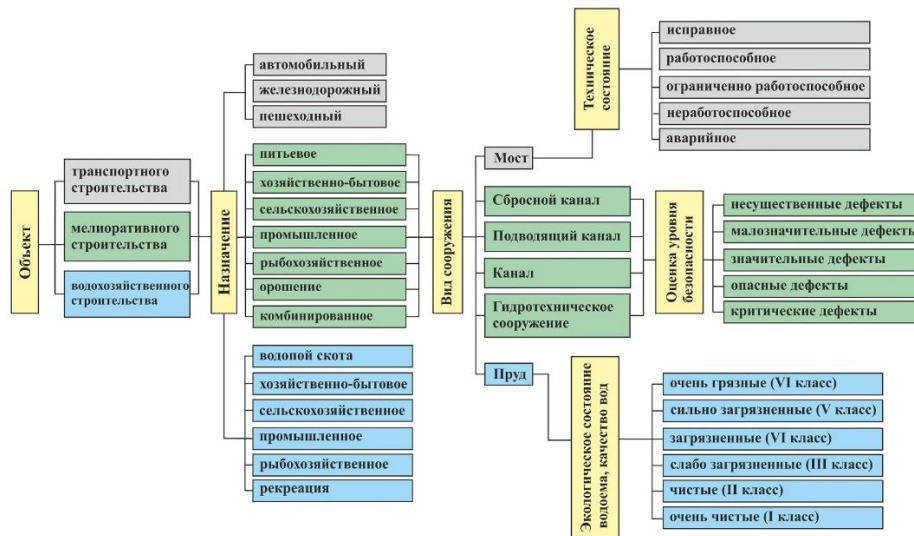 Объект
транспортного
строительства
мелиоративного
строительства
водохозяйственного
строительства
Назначение
автомобильный
железнодорожный
пешеходный
питьевое
хозяйственно-бытовое
сельскохозяйственное
промышленное
рыбохозяйственное
орошение
комбинированное
водопой скота
хозяйственно-бытовое
сельскохозяйственное
промышленное
рыбохозяйственное
рекреация
Вид сооружения
Мост
Сбросной канал
Подводящий канал
Канал
Гидротехническое
сооружение
Пруд
Техническое
состояние
исправное
работоспособное
ограниченно работоспособное
неработоспособное
аварийное
Оценка уровня
безопасности
несущественные дефекты
малозначительные дефекты
значительные дефекты
опасные дефекты
критические дефекты
Экологическое состояние
водоема, качество вод
очень грязные (VI класс)
сильно загрязненные (V класс)
загрязненные (VI класс)
слабо загрязненные (III класс)
чистые (II класс)
очень чистые (I класс)